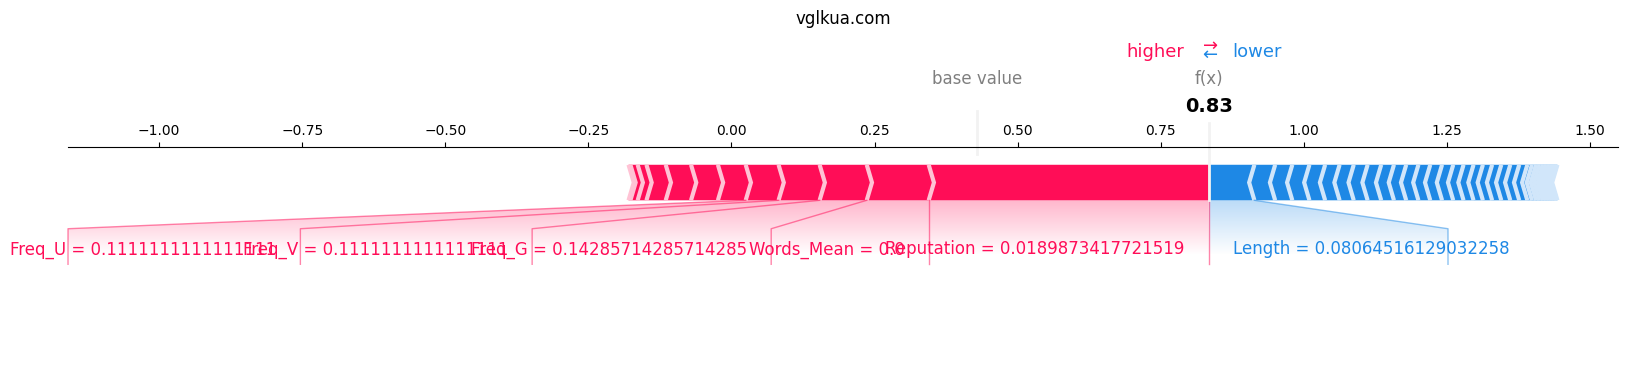 vglkua.com
higher → ← lower
base value f(x)
0.83
−1.00 −0.75 −0.50 −0.25 0.00 0.25 0.50 0.75 1.00 1.25 1.50
Freq_U = 0.1111111111111111 Freq_V = 0.1111111111111111 Freq_G = 0.14285714285714285 Words_Mean = 0.0 Reputation = 0.0189873417721519 Length = 0.08064516129032258